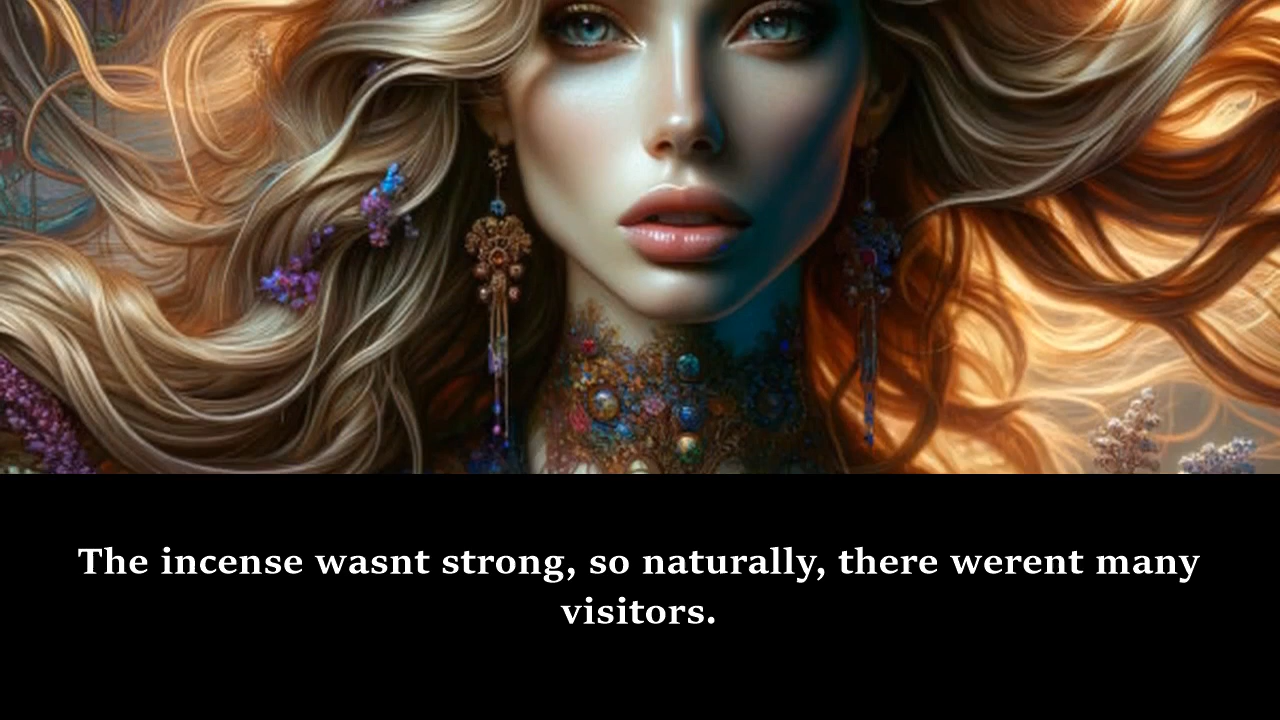 The incense wasnt strong, so naturally, there werent many
visitors.